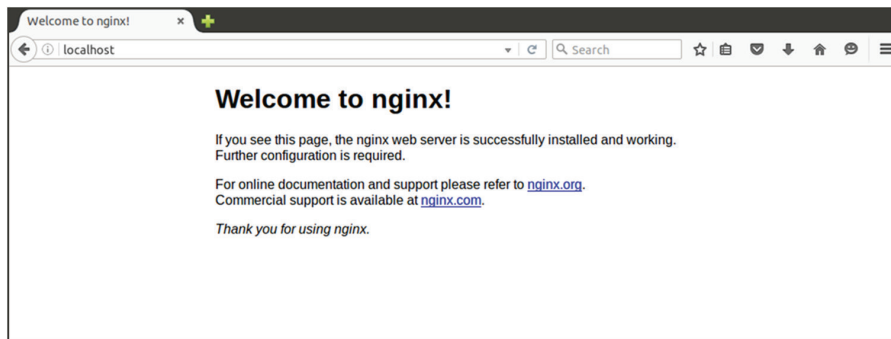 Welcome to nginx!
localhost
Search
Welcome to nginx!
If you see this page, the nginx web server is successfully installed and working.
Further configuration is required.
For online documentation and support please refer to nginx.org.
Commercial support is available at nginx.com.
Thank you for using nginx.